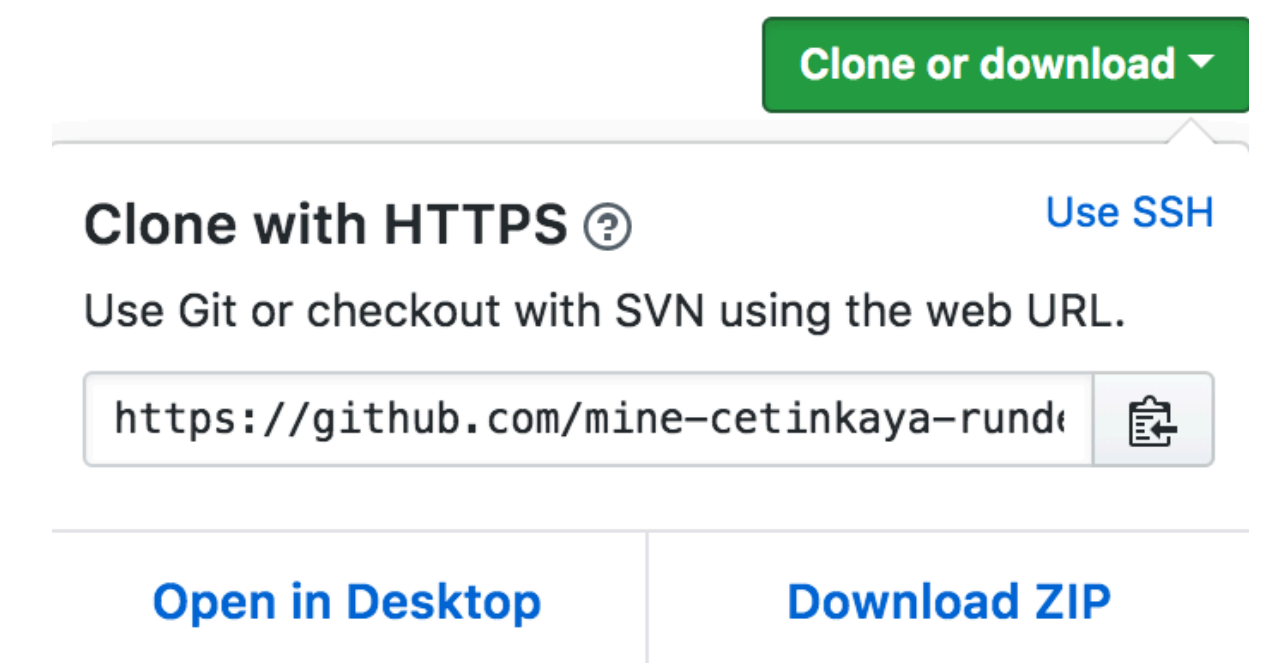 Clone or download
Clone with HTTPS
Use SSH
Use Git or checkout with SVN using the web URL.
https://github.com/mine-cetinkaya-runde
Open in Desktop
Download ZIP